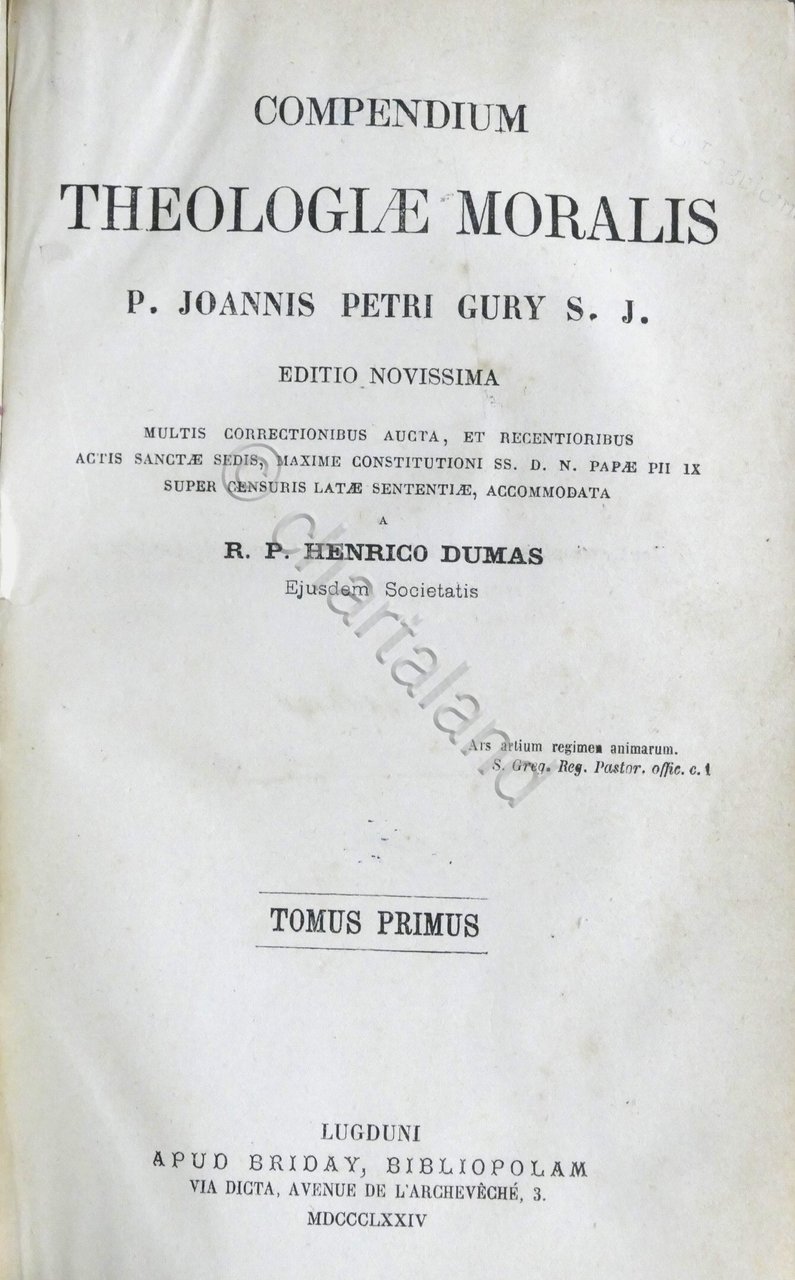 COMPENDIUM
THEOLOGIÆ MORALIS
P. JOANNIS PETRI GURY S. J.
EDITIO NOVISSIMA
MULTIS CORRECTIONIBUS AUCTA, ET RECENTIORIBUS
ACTIS SANCTÆ SEDIS, MAXIME CONSTITUTIONI SS. D. N. PAPÆ PII IX
SUPER CENSURIS LATÆ SENTENTIÆ, ACCOMMODATA
A
R. P. HENRICO DUMAS
Ejusdem Societatis
Ars artium regimen animarum.
S. Greg. Reg. Pastor. offic. c. 1
TOMUS PRIMUS
LUGDUNI
APUD BRIDAY, BIBLIOPOLAM
VIA DICTA, AVENUE DE L'ARCHEVÊCHÉ, 3.
MDCCCLXXIV
© chartaland